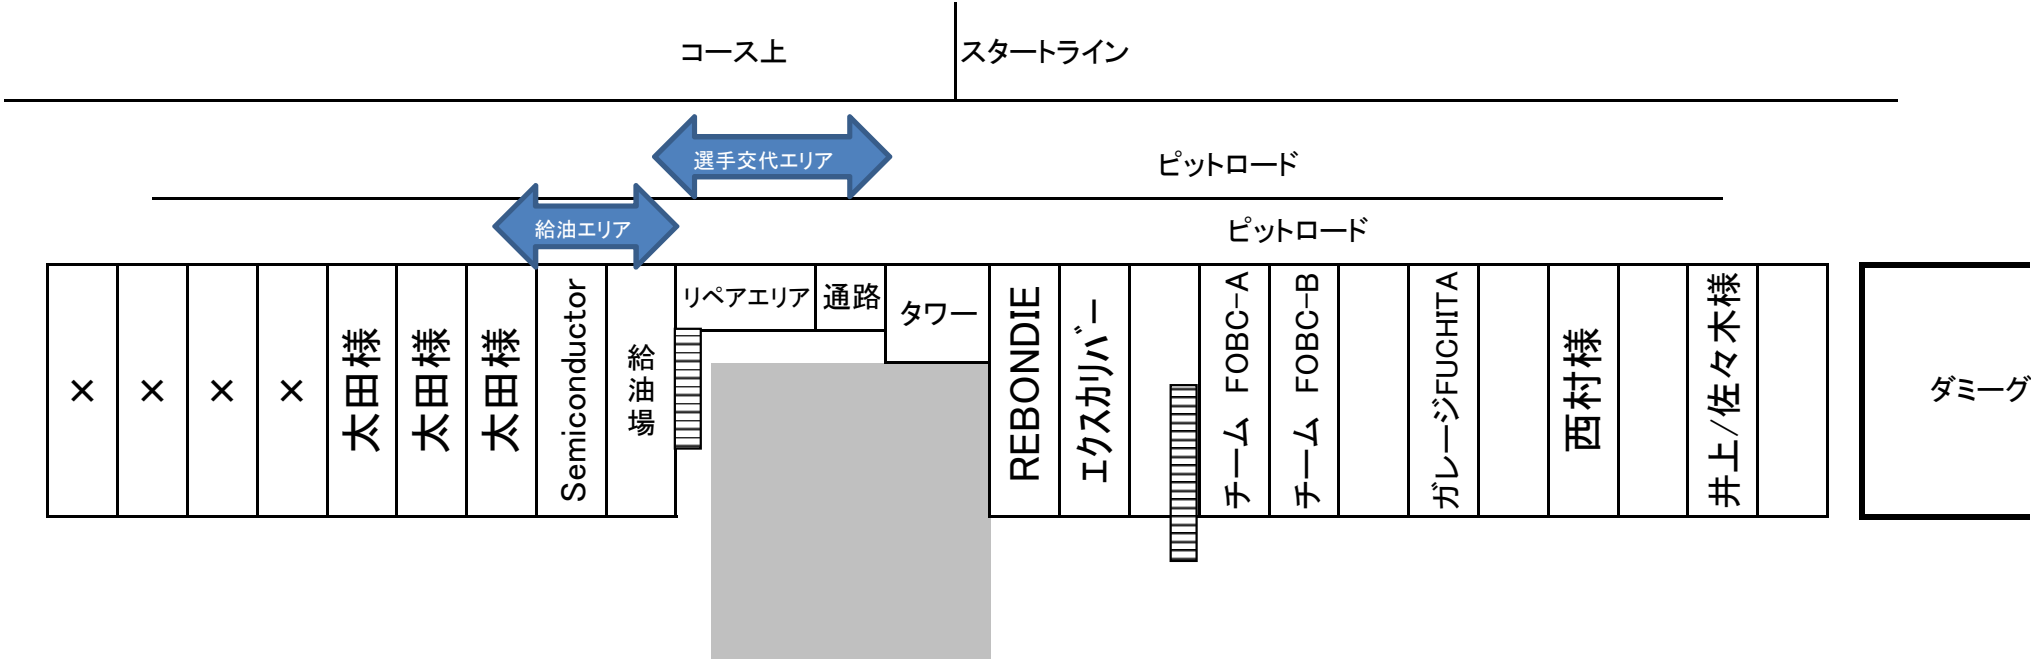 コース上
スタートライン
選手交代エリア
ピットロード
給油エリア
ピットロード
×
×
×
×
太田様
太田様
太田様
Semiconductor
給油場
リペアエリア
通路
タワー
REBONDIE
エクスカリバー
チーム FOBC-A
チーム FOBC-B
ガレージFUCHITA
西村様
井上/佐々木様
ダミーグ